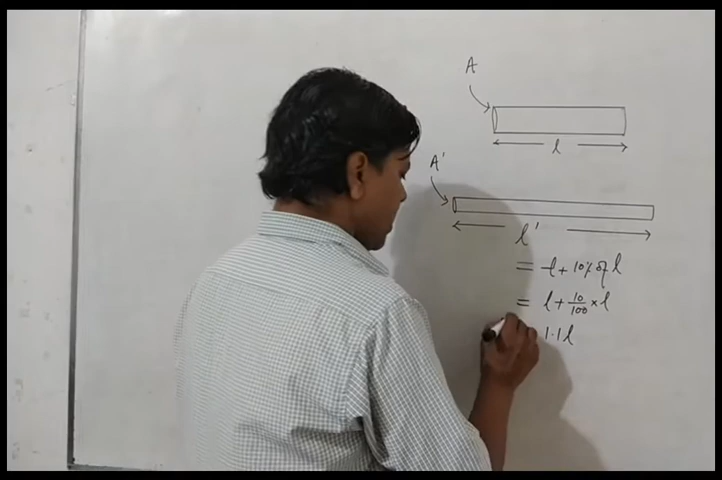 A
l
A'
l'
= l + 10% of l
= l + 10/100 × l
1.1 l